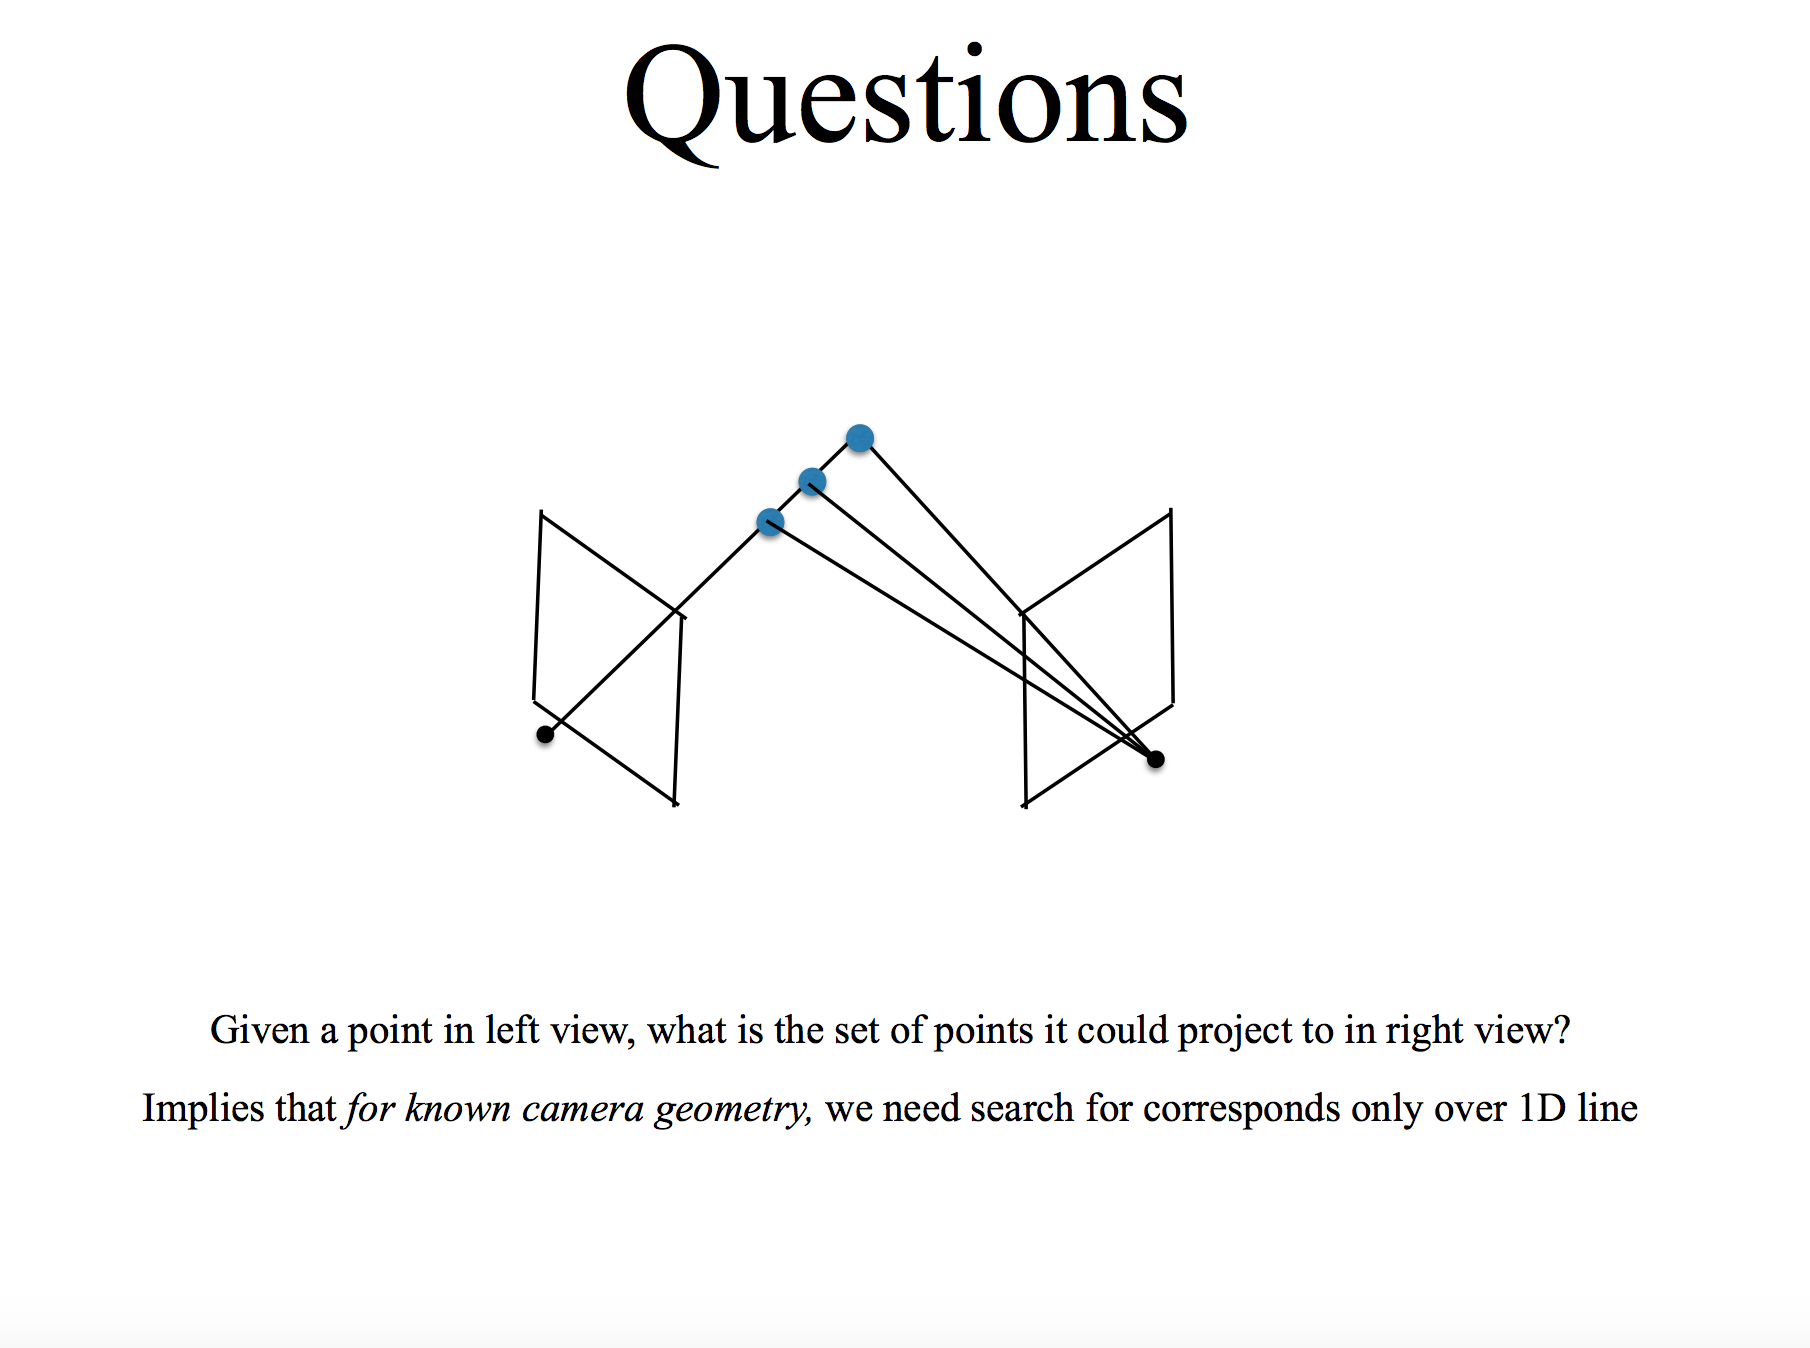 Questions
Given a point in left view, what is the set of points it could project to in right view?
Implies that for known camera geometry, we need search for corresponds only over 1D line